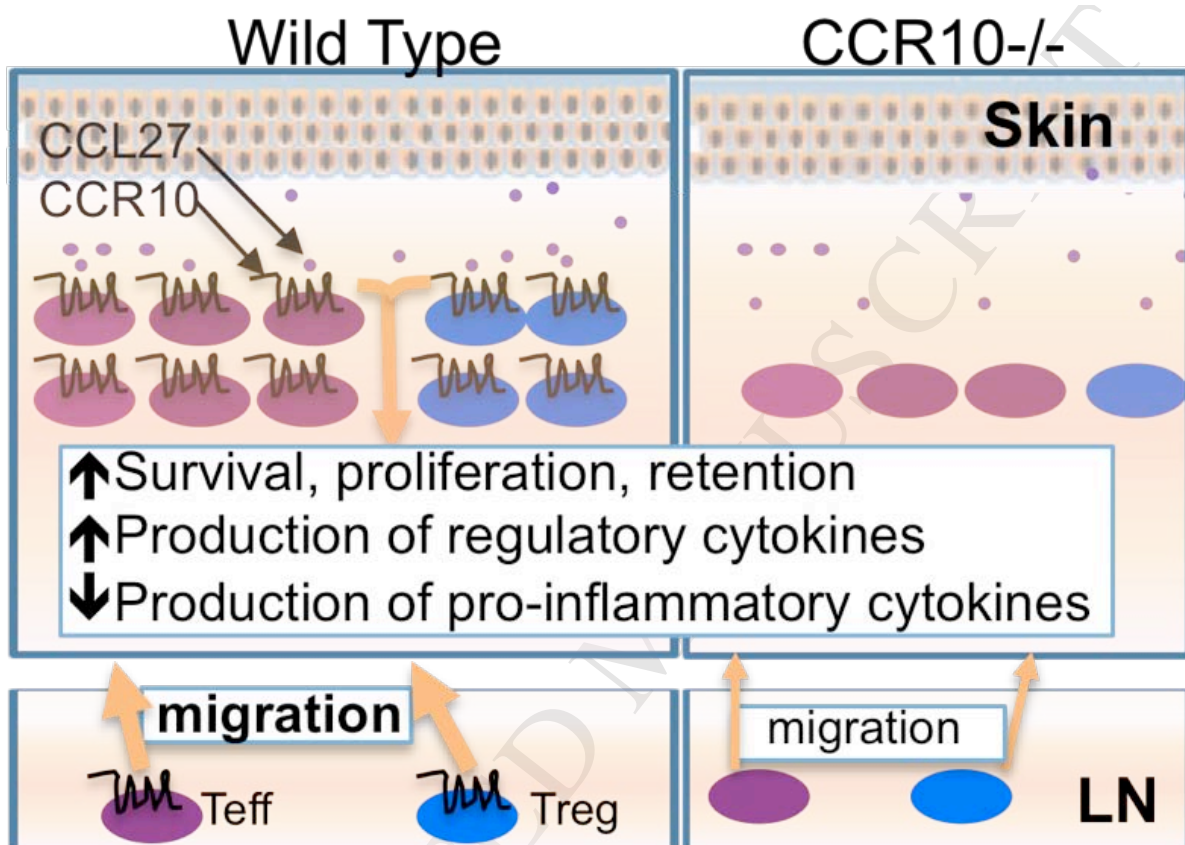 Wild Type
CCR10-/-
Skin
CCL27
CCR10
↑Survival, proliferation, retention
↑Production of regulatory cytokines
↓Production of pro-inflammatory cytokines
migration
migration
Teff
Treg
LN
D M
USCRIPT